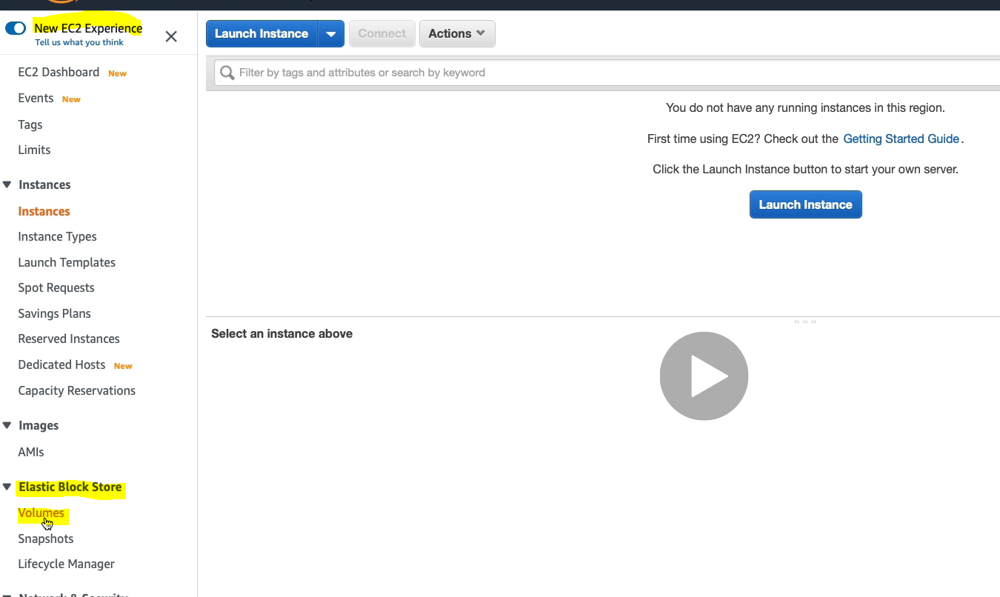 New EC2 Experience
Tell us what you think
EC2 Dashboard New
Events New
Tags
Limits
Instances
Instances
Instance Types
Launch Templates
Spot Requests
Savings Plans
Reserved Instances
Dedicated Hosts New
Capacity Reservations
Images
AMIs
Elastic Block Store
Volumes
Snapshots
Lifecycle Manager
Network & Security
Launch Instance Connect Actions
Filter by tags and attributes or search by keyword
You do not have any running instances in this region.
First time using EC2? Check out the Getting Started Guide.
Click the Launch Instance button to start your own server.
Launch Instance
Select an instance above